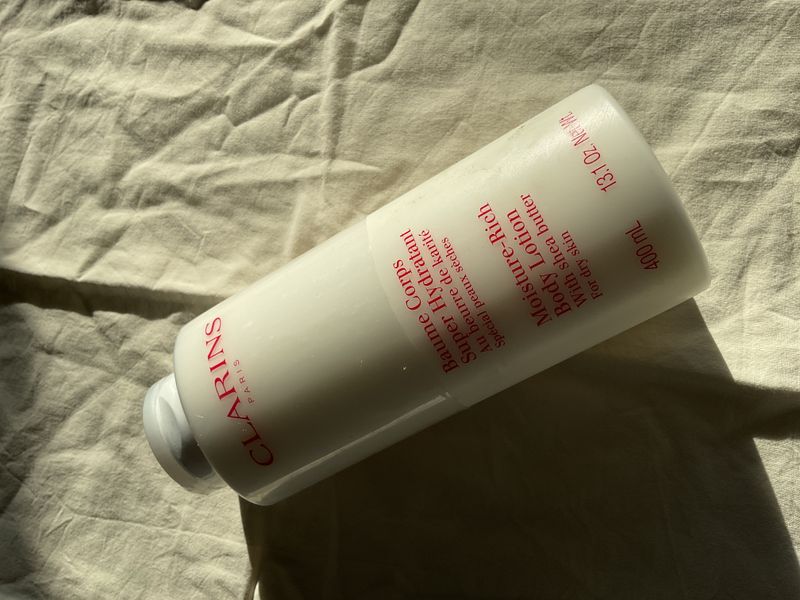 CLARINS
PARIS
Baume Corps
Super Hydratant
Au beurre de karité
Spécial peaux sèches
Moisture-Rich
Body Lotion
With shea butter
For dry skin
400 mL
13.1 Oz. Net Wt.